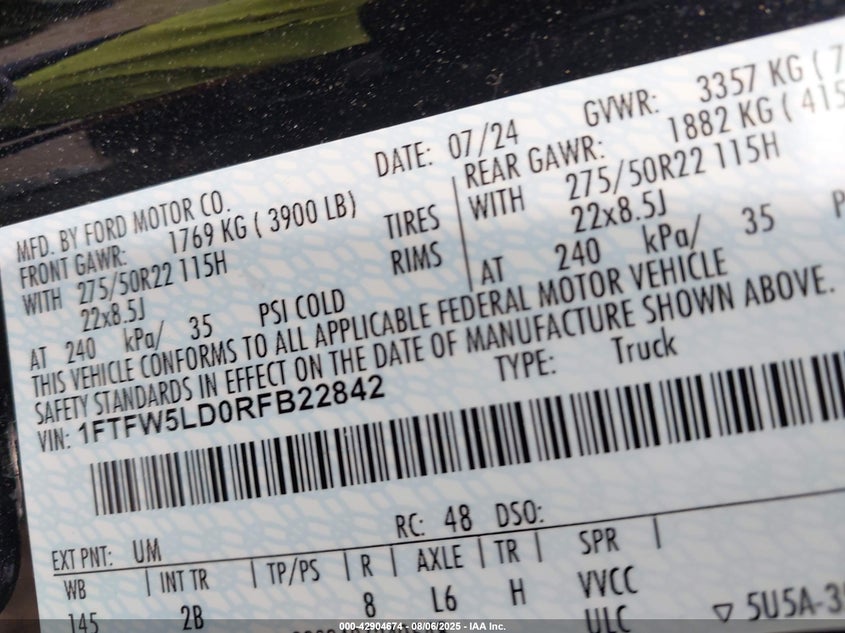 MFD. BY FORD MOTOR CO.
DATE: 07/24
GVWR: 3357 KG (
FRONT GAWR: 1769 KG ( 3900 LB)
REAR GAWR: 1882 KG ( 415
WITH 275/50R22 115H TIRES WITH 275/50R22 115H
22x8.5J RIMS 22x8.5J
AT 240 kPa/ 35 PSI COLD AT 240 kPa/ 35 P
THIS VEHICLE CONFORMS TO ALL APPLICABLE FEDERAL MOTOR VEHICLE
SAFETY STANDARDS IN EFFECT ON THE DATE OF MANUFACTURE SHOWN ABOVE.
VIN: 1FTFW5LD0RFB22842 TYPE: Truck
EXT PNT: UM RC: 48 DSO:
WB INT TR TP/PS R AXLE TR SPR
145 2B 8 L6 H VVCC
ULC 5U5A-
000-42904674 - 08/06/2025 - IAA Inc.